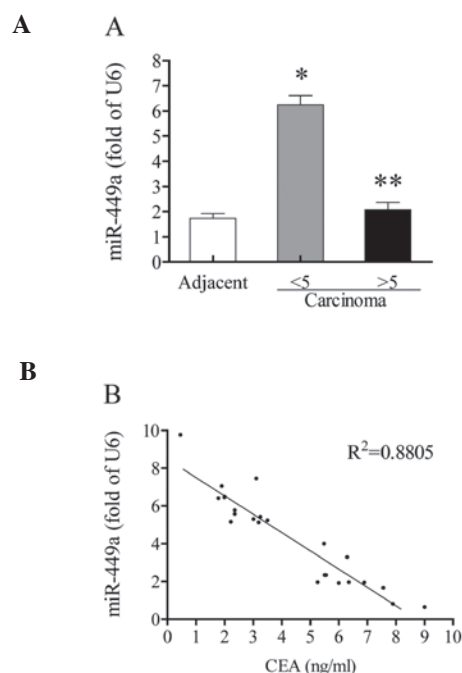 A
A
miR-449a (fold of U6)
8
7
6
5
4
3
2
1
0
*
**
Adjacent <5 >5
Carcinoma
B
B
miR-449a (fold of U6)
10
8
6
4
2
0
R²=0.8805
0 1 2 3 4 5 6 7 8 9 10
CEA (ng/ml)